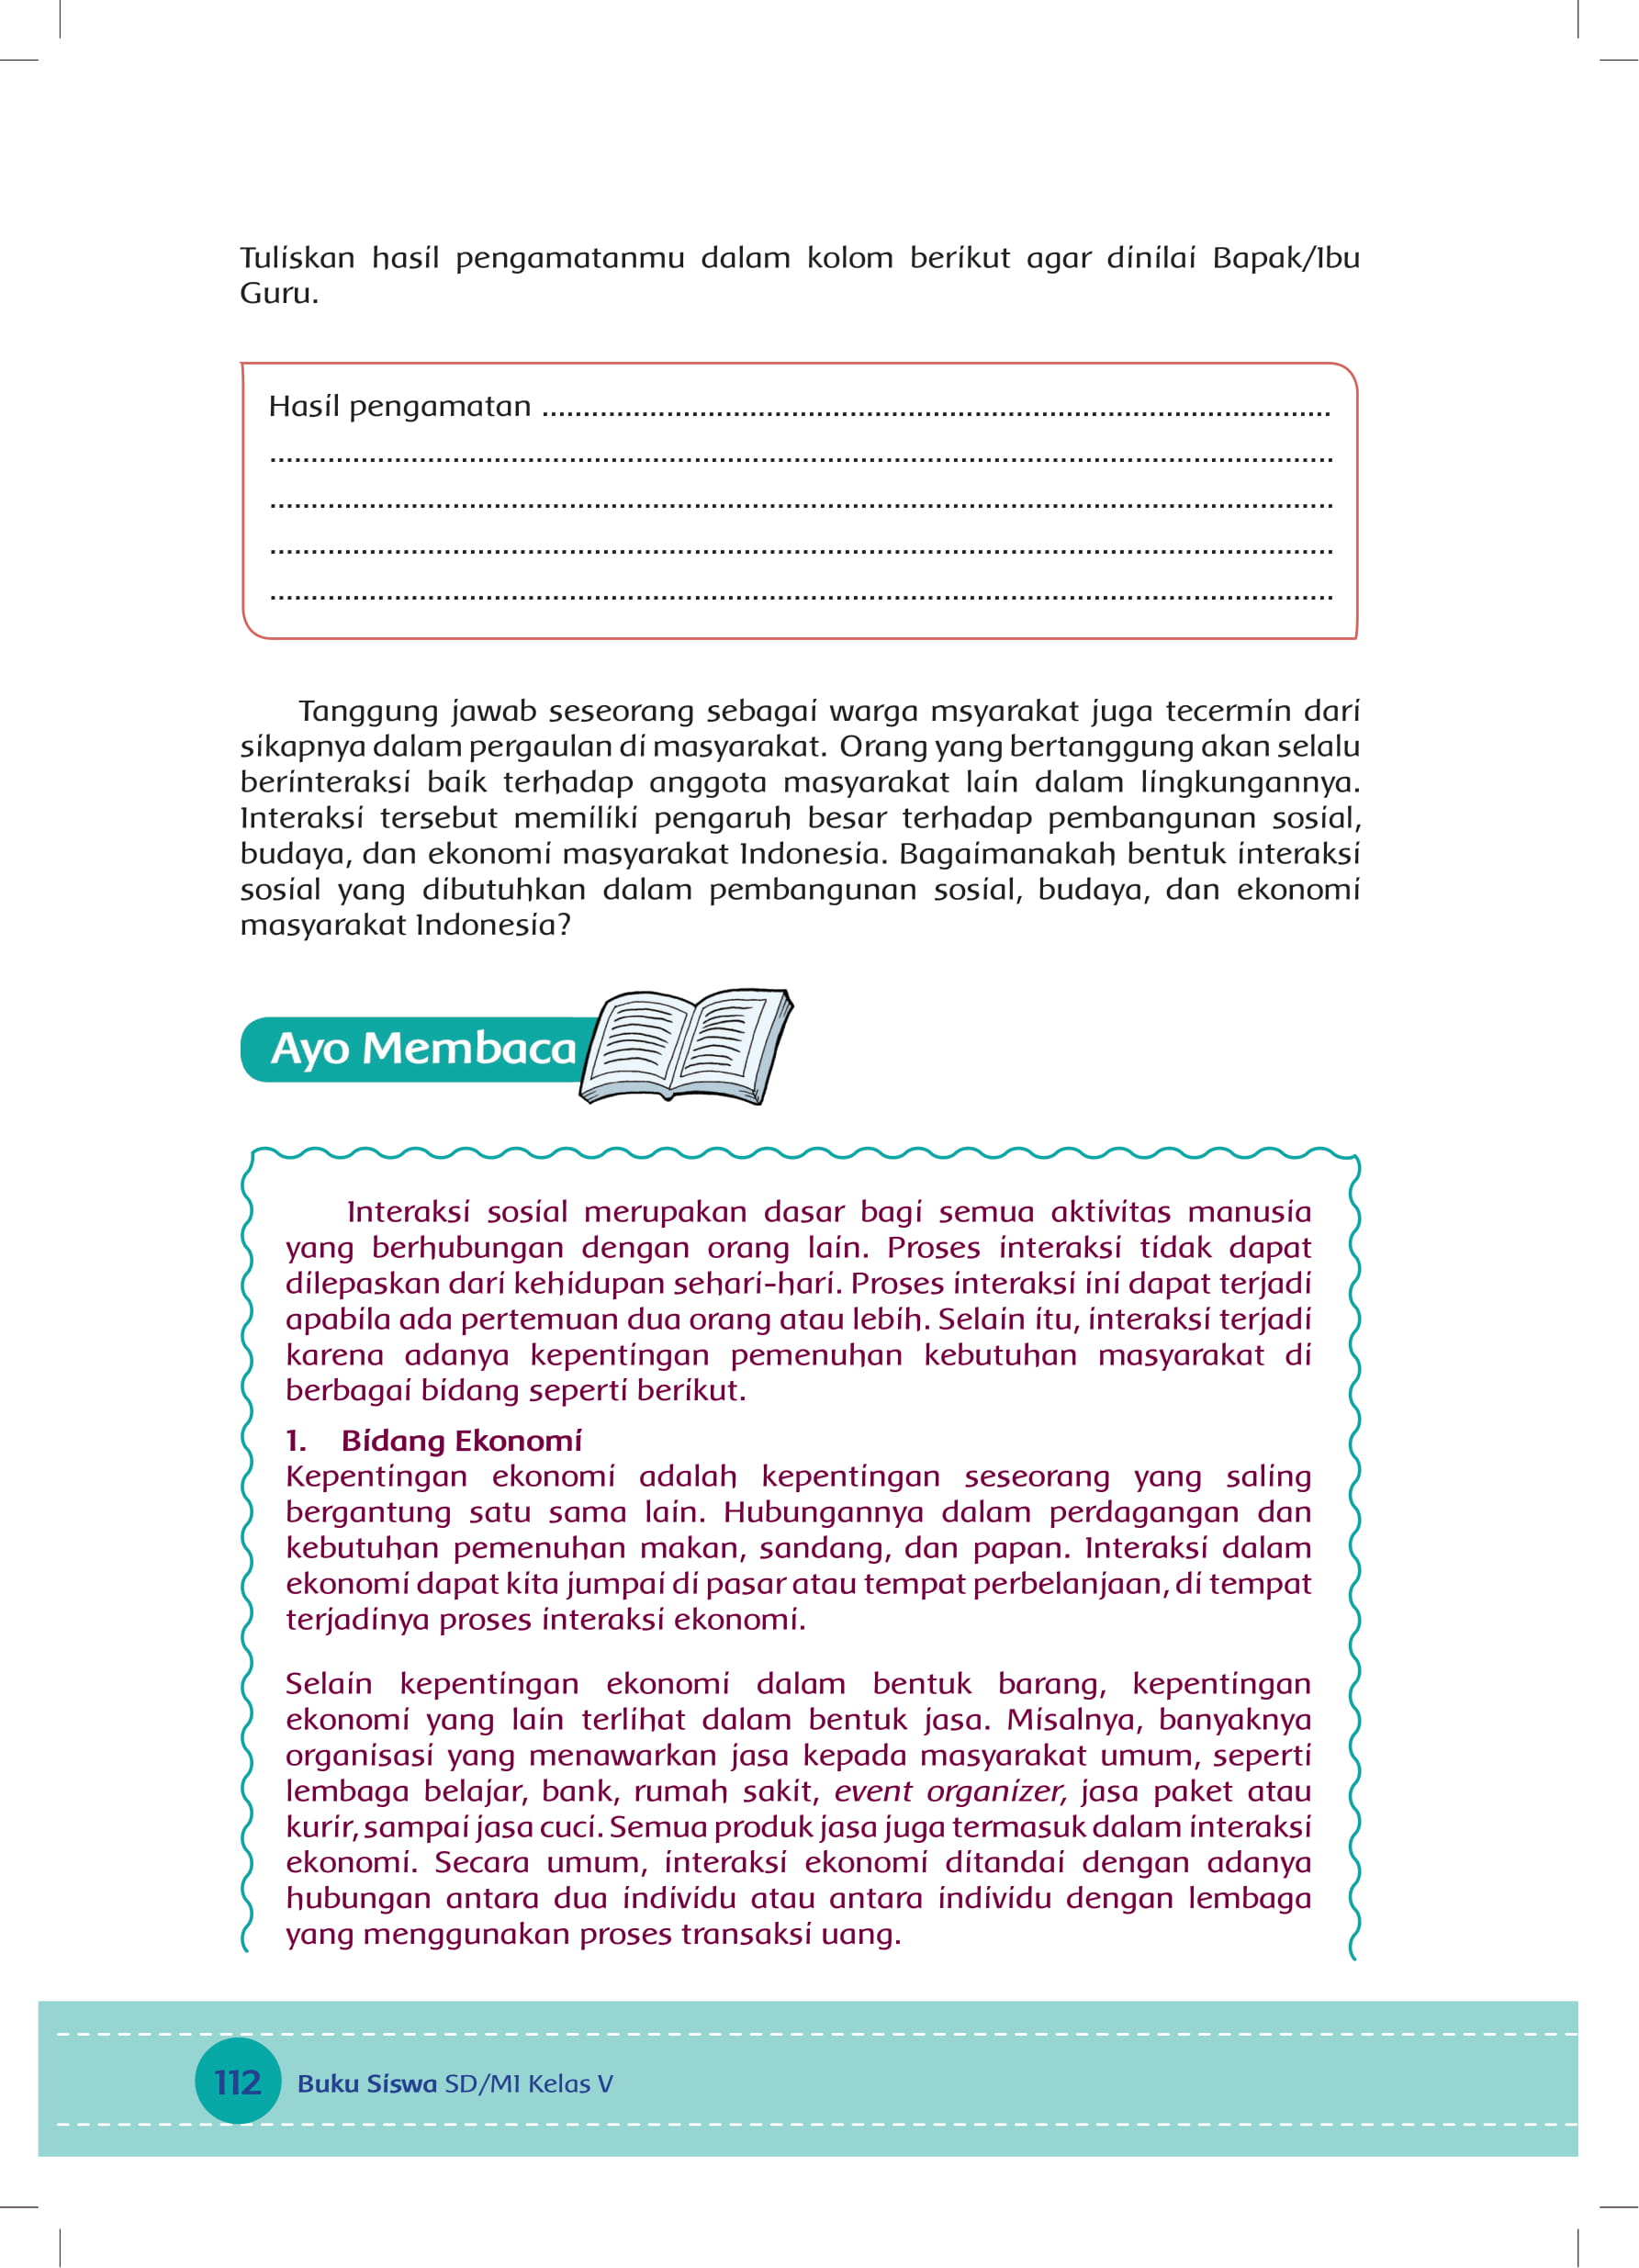 Tuliskan hasil pengamatanmu dalam kolom berikut agar dinilai Bapak/Ibu
Guru.
Hasil pengamatan ................................................................................................
.................................................................................................................................
.................................................................................................................................
.................................................................................................................................
.................................................................................................................................
Tanggung jawab seseorang sebagai warga msyarakat juga tecermin dari
sikapnya dalam pergaulan di masyarakat. Orang yang bertanggung akan selalu
berinteraksi baik terhadap anggota masyarakat lain dalam lingkungannya.
Interaksi tersebut memiliki pengaruh besar terhadap pembangunan sosial,
budaya, dan ekonomi masyarakat Indonesia. Bagaimanakah bentuk interaksi
sosial yang dibutuhkan dalam pembangunan sosial, budaya, dan ekonomi
masyarakat Indonesia?
Ayo Membaca
Interaksi sosial merupakan dasar bagi semua aktivitas manusia
yang berhubungan dengan orang lain. Proses interaksi tidak dapat
dilepaskan dari kehidupan sehari-hari. Proses interaksi ini dapat terjadi
apabila ada pertemuan dua orang atau lebih. Selain itu, interaksi terjadi
karena adanya kepentingan pemenuhan kebutuhan masyarakat di
berbagai bidang seperti berikut.
1. Bidang Ekonomi
Kepentingan ekonomi adalah kepentingan seseorang yang saling
bergantung satu sama lain. Hubungannya dalam perdagangan dan
kebutuhan pemenuhan makan, sandang, dan papan. Interaksi dalam
ekonomi dapat kita jumpai di pasar atau tempat perbelanjaan, di tempat
terjadinya proses interaksi ekonomi.
Selain kepentingan ekonomi dalam bentuk barang, kepentingan
ekonomi yang lain terlihat dalam bentuk jasa. Misalnya, banyaknya
organisasi yang menawarkan jasa kepada masyarakat umum, seperti
lembaga belajar, bank, rumah sakit, event organizer, jasa paket atau
kurir, sampai jasa cuci. Semua produk jasa juga termasuk dalam interaksi
ekonomi. Secara umum, interaksi ekonomi ditandai dengan adanya
hubungan antara dua individu atau antara individu dengan lembaga
yang menggunakan proses transaksi uang.
112 Buku Siswa SD/MI Kelas V